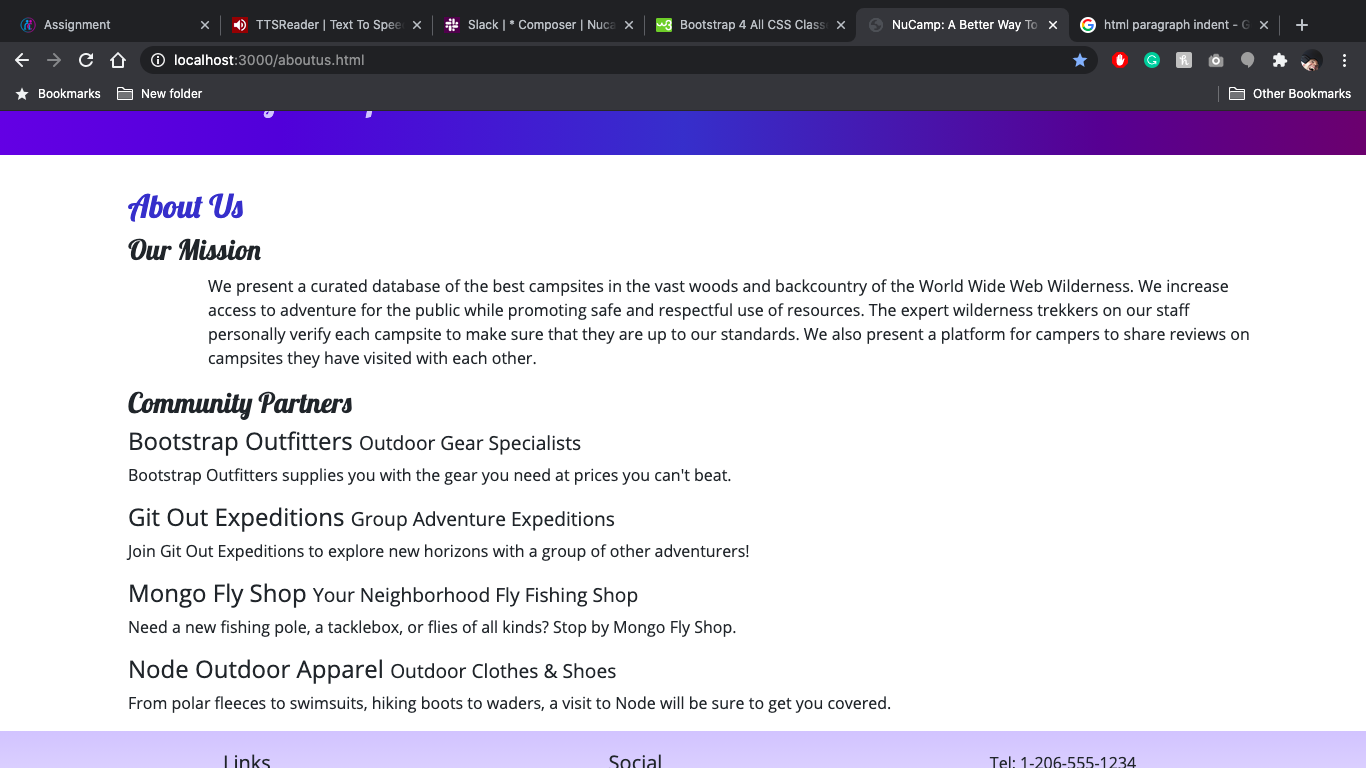 Assignment
TTSReader | Text To Spee
Slack | * Composer | Nuca
Bootstrap 4 All CSS Class
NuCamp: A Better Way To
html paragraph indent - G
localhost:3000/aboutus.html
Bookmarks
New folder
Other Bookmarks
About Us
Our Mission
We present a curated database of the best campsites in the vast woods and backcountry of the World Wide Web Wilderness. We increase
access to adventure for the public while promoting safe and respectful use of resources. The expert wilderness trekkers on our staff
personally verify each campsite to make sure that they are up to our standards. We also present a platform for campers to share reviews on
campsites they have visited with each other.
Community Partners
Bootstrap Outfitters Outdoor Gear Specialists
Bootstrap Outfitters supplies you with the gear you need at prices you can't beat.
Git Out Expeditions Group Adventure Expeditions
Join Git Out Expeditions to explore new horizons with a group of other adventurers!
Mongo Fly Shop Your Neighborhood Fly Fishing Shop
Need a new fishing pole, a tacklebox, or flies of all kinds? Stop by Mongo Fly Shop.
Node Outdoor Apparel Outdoor Clothes & Shoes
From polar fleeces to swimsuits, hiking boots to waders, a visit to Node will be sure to get you covered.
Links
Social
Tel: 1-206-555-1234